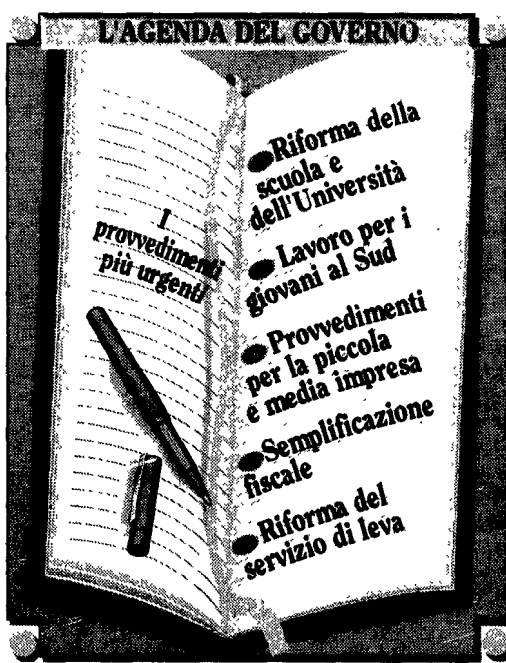 L'AGENDA DEL GOVERNO
I
provvedimenti
più urgenti
Riforma della
scuola e
dell'Università
Lavoro per i
giovani al Sud
Provvedimenti
per la piccola
e media impresa
Semplificazione
fiscale
Riforma del
servizio di leva